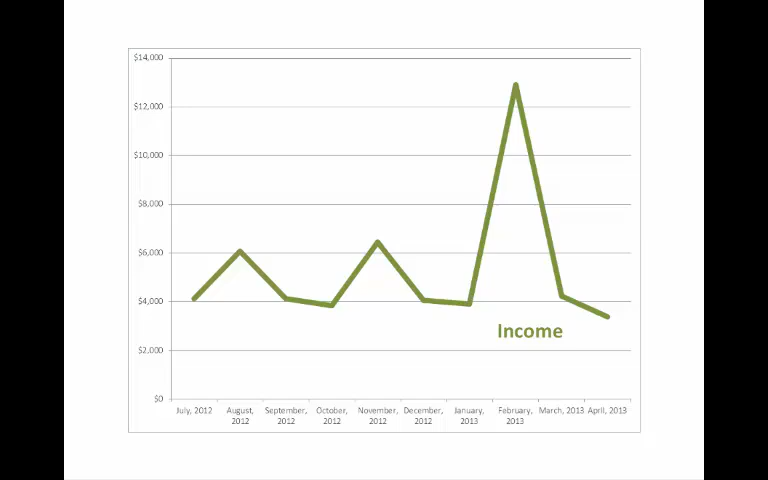 $14,000
$12,000
$10,000
$8,000
$6,000
$4,000
$2,000
$0
Income
July, 2012
August, 2012
September, 2012
October, 2012
November, 2012
December, 2012
January, 2013
February, 2013
March, 2013
April, 2013